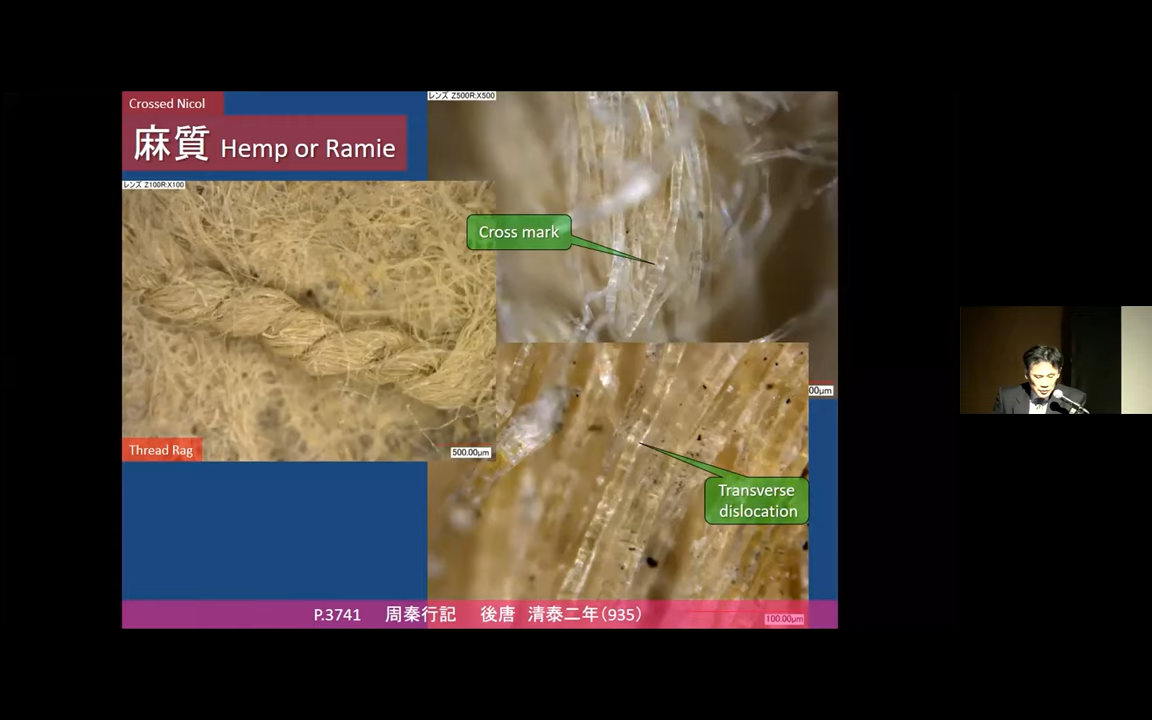 Crossed Nicol
麻質 Hemp or Ramie
レンズ Z500R:X500
レンズ Z100R:X100
Cross mark
00μm
Thread Rag
500.00μm
Transverse
dislocation
P.3741 周秦行記 後唐 清泰二年(935)
100.00μm